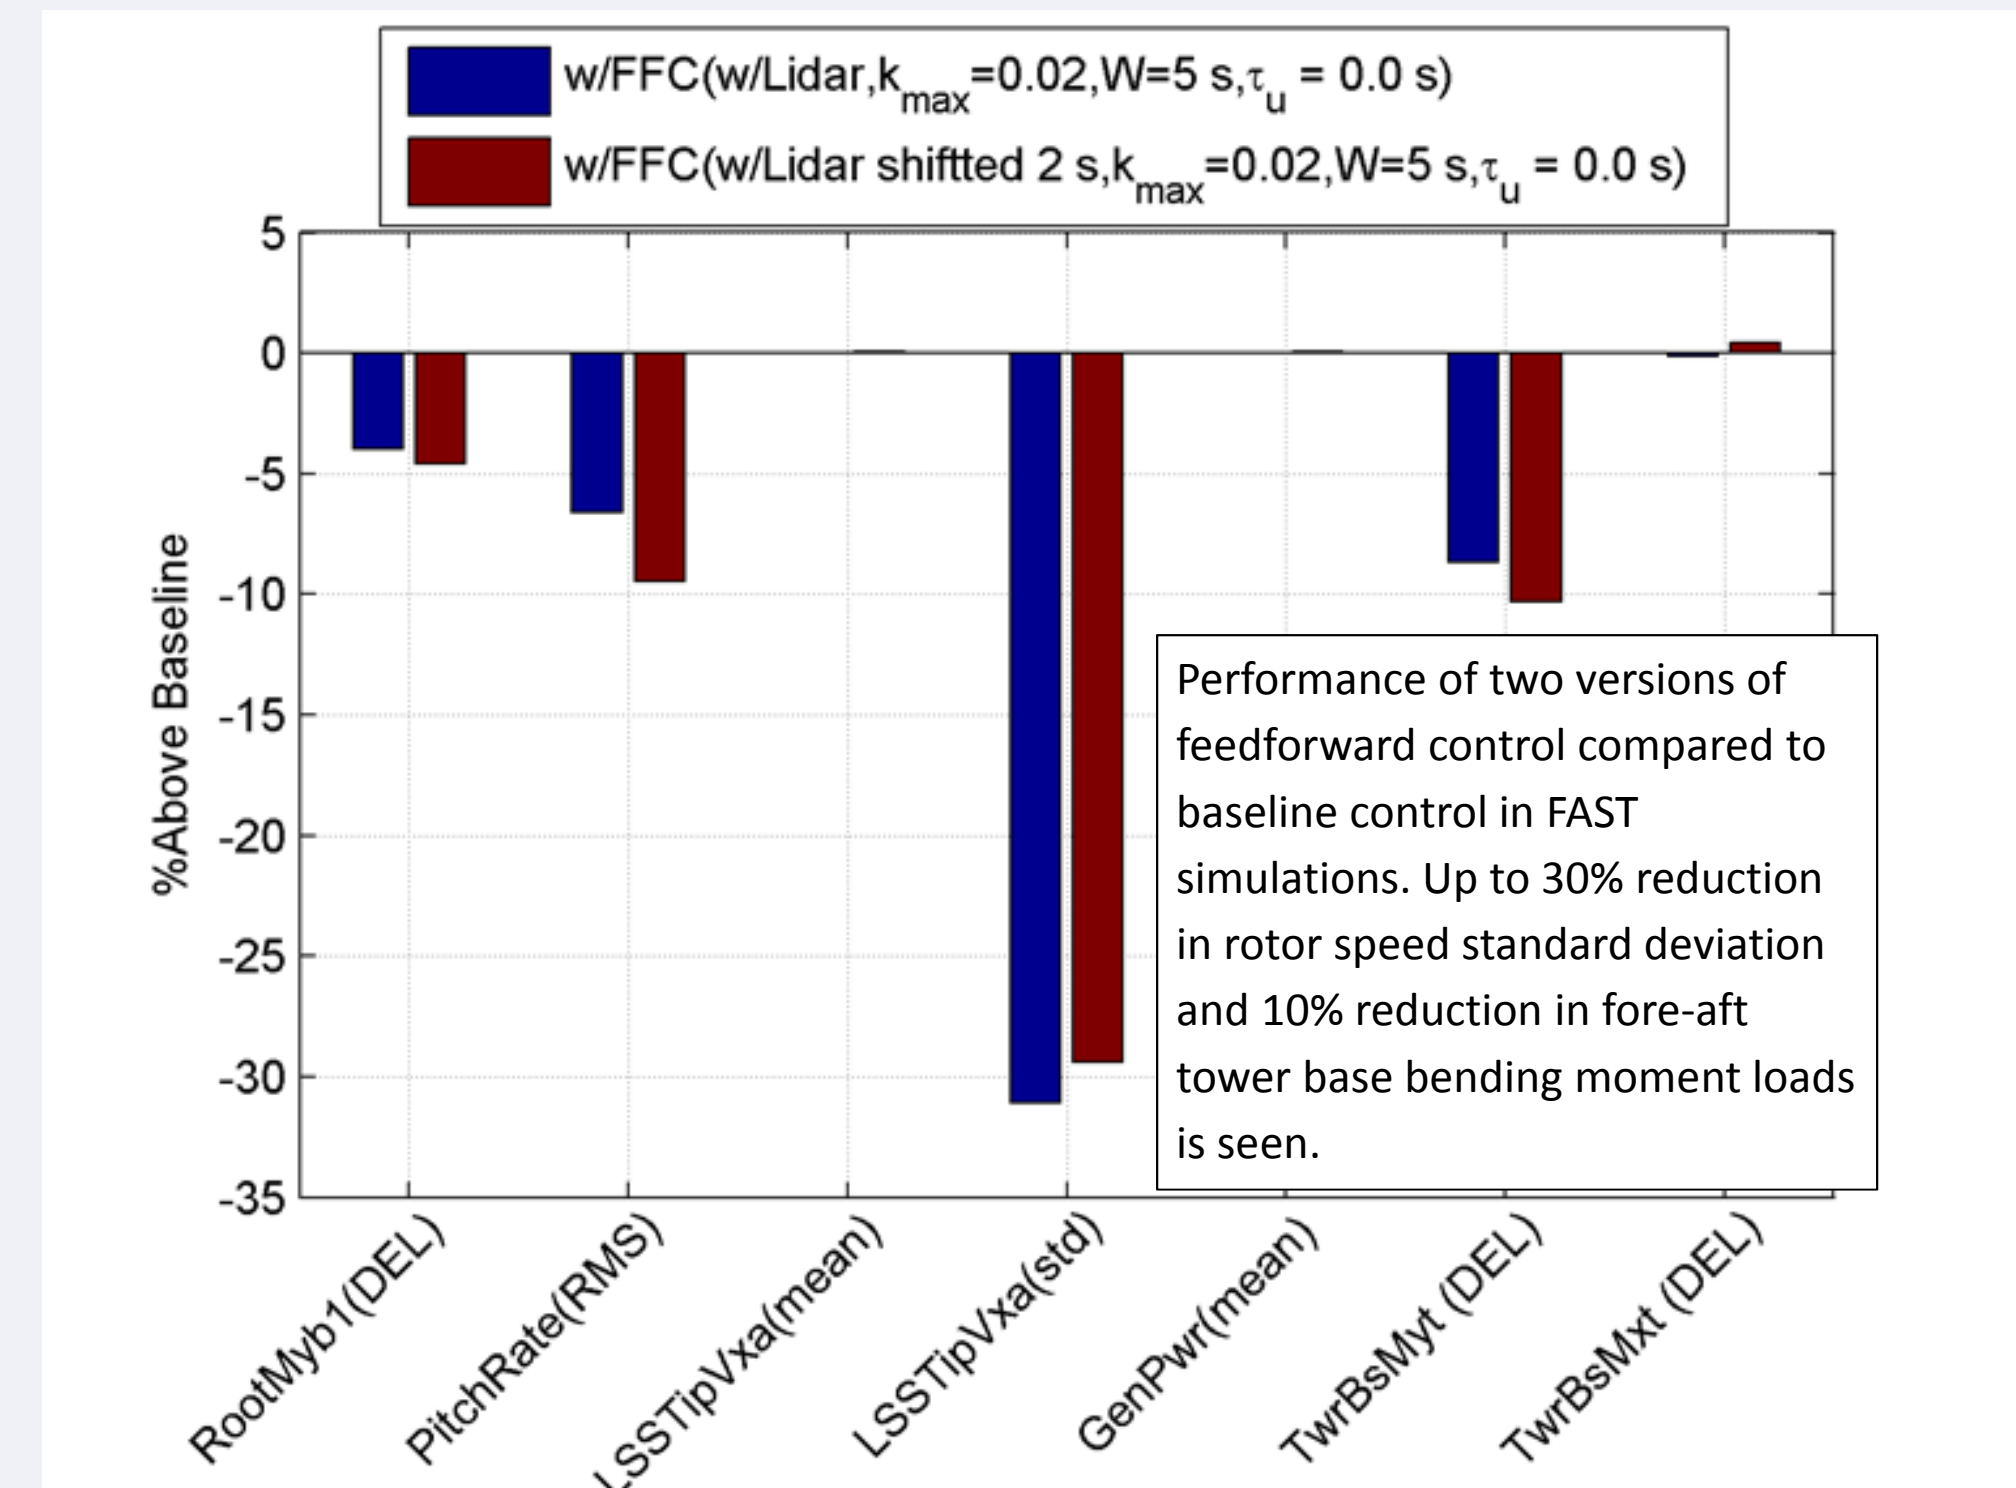 w/FFC(w/Lidar,kmax=0.02,W=5 s,τu = 0.0 s)
w/FFC(w/Lidar shiftted 2 s,kmax=0.02,W=5 s,τu = 0.0 s)
5
0
-5
-10
-15
-20
-25
-30
-35
%Above Baseline
Performance of two versions of
feedforward control compared to
baseline control in FAST
simulations. Up to 30% reduction
in rotor speed standard deviation
and 10% reduction in fore-aft
tower base bending moment loads
is seen.
RootMyb1(DEL)
PitchRate(RMS)
LSSTipVxa(mean)
LSSTipVxa(std)
GenPwr(mean)
TwrBsMyt (DEL)
TwrBsMxt (DEL)